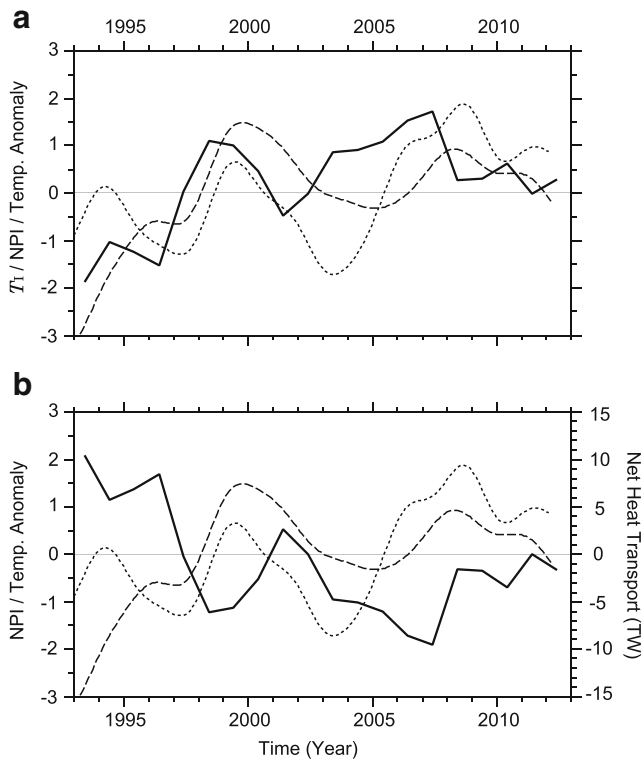 a
1995 2000 2005 2010
3
2
1
0
-1
-2
-3
TI / NPI / Temp. Anomaly
b
3
2
1
0
-1
-2
-3
NPI / Temp. Anomaly
15
10
5
0
-5
-10
-15
Net Heat Transport (TW)
1995 2000 2005 2010
Time (Year)